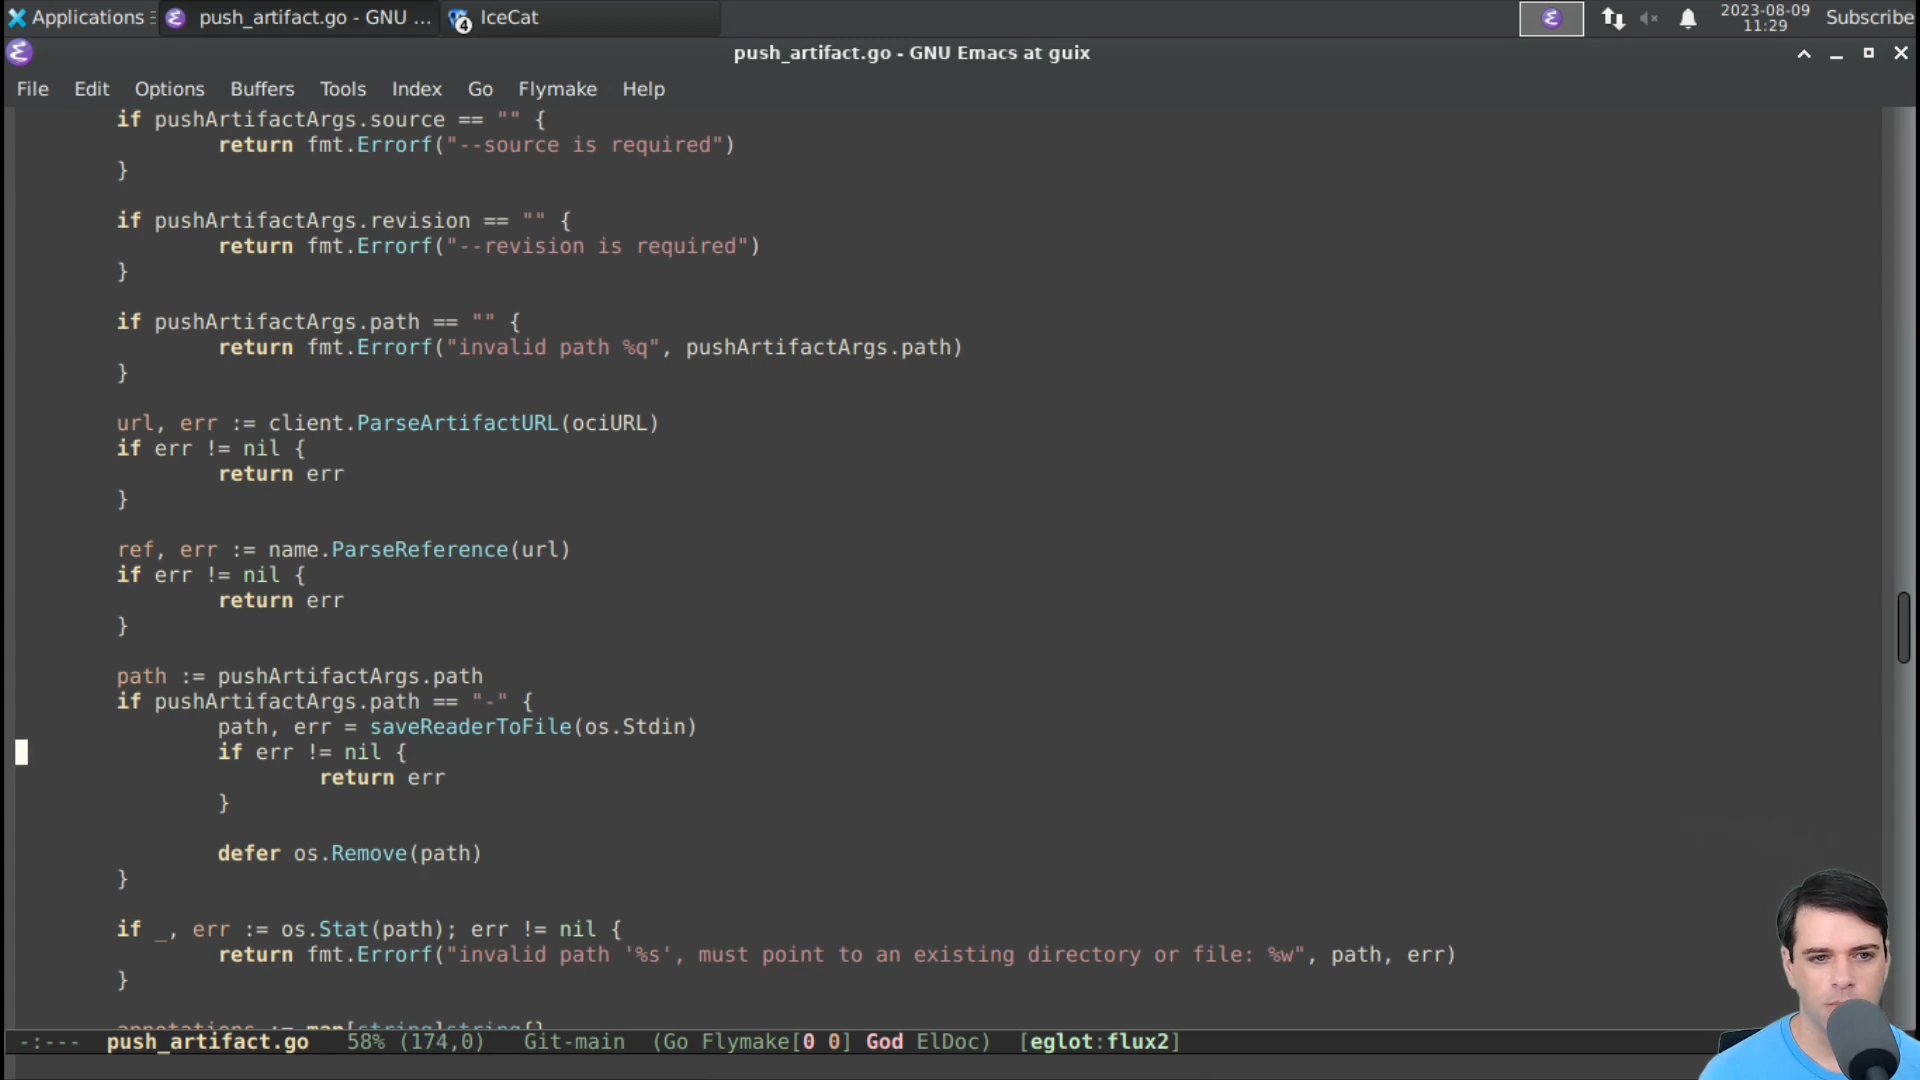 Applications
push_artifact.go - GNU ...
4
IceCat
2023-08-09
11:29
Subscribe
push_artifact.go - GNU Emacs at guix
File Edit Options Buffers Tools Index Go Flymake Help
if pushArtifactArgs.source == "" {
return fmt.Errorf("--source is required")
}
if pushArtifactArgs.revision == "" {
return fmt.Errorf("--revision is required")
}
if pushArtifactArgs.path == "" {
return fmt.Errorf("invalid path %q", pushArtifactArgs.path)
}
url, err := client.ParseArtifactURL(ociURL)
if err != nil {
return err
}
ref, err := name.ParseReference(url)
if err != nil {
return err
}
path := pushArtifactArgs.path
if pushArtifactArgs.path == "-" {
path, err = saveReaderToFile(os.Stdin)
if err != nil {
return err
}
defer os.Remove(path)
}
if _, err := os.Stat(path); err != nil {
return fmt.Errorf("invalid path '%s', must point to an existing directory or file: %w", path, err)
}
annotations := map[string]string{}
-:--- push_artifact.go 58% (174,0) Git-main (Go Flymake[0 0] God ElDoc) [eglot:flux2]